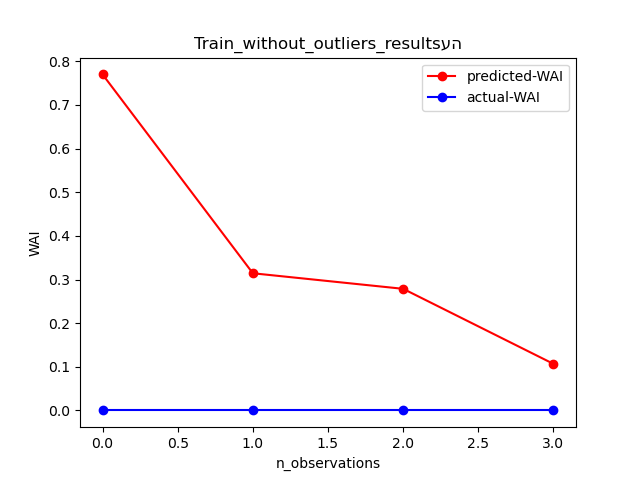 Train_without_outliers_resultsהע
predicted-WAI
actual-WAI
WAI
0.8
0.7
0.6
0.5
0.4
0.3
0.2
0.1
0.0
0.0 0.5 1.0 1.5 2.0 2.5 3.0
n_observations